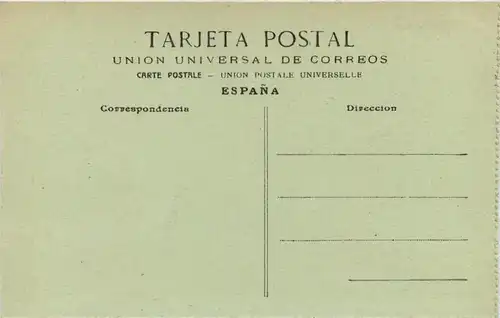 TARJETA POSTAL
UNION UNIVERSAL DE CORREOS
CARTE POSTALE – UNION POSTALE UNIVERSELLE
ESPAÑA
Correspondencia
Direccion